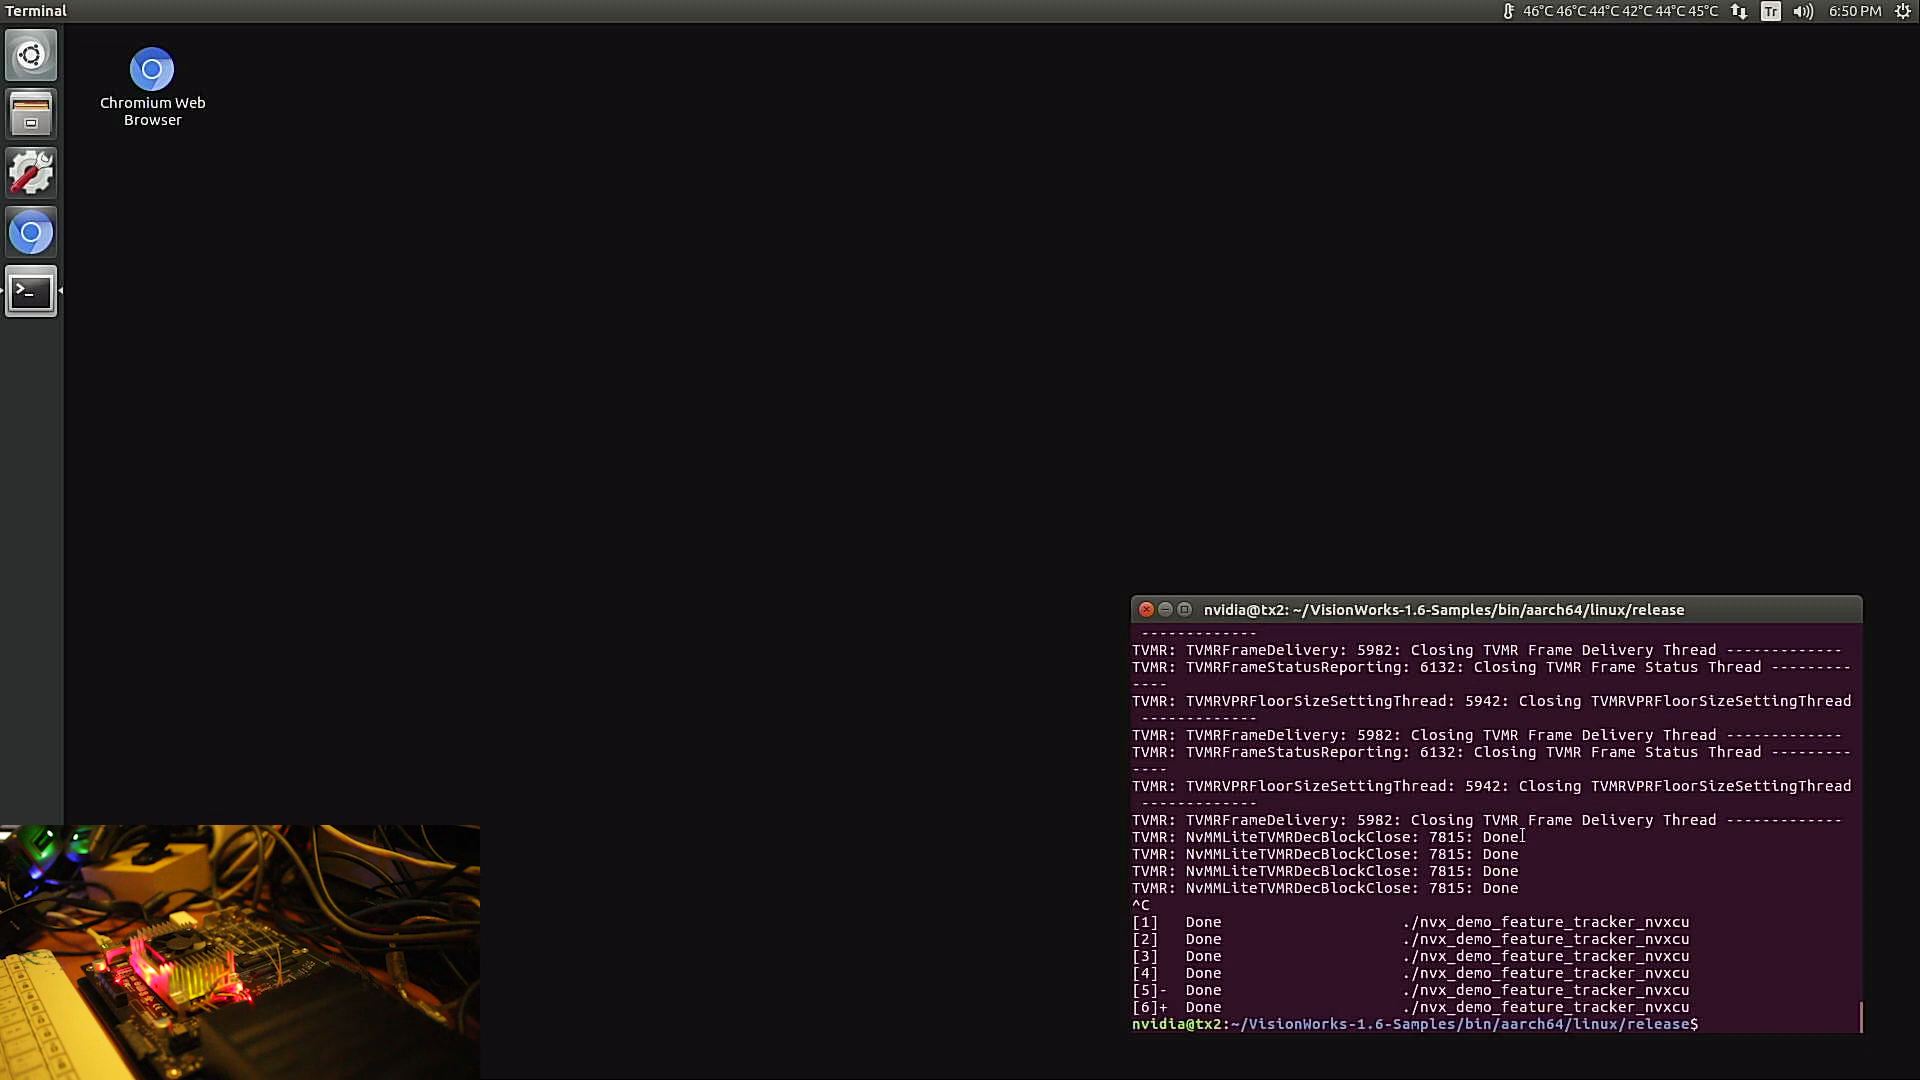 Terminal
46°C 46°C 44°C 42°C 44°C 45°C Tr 6:50 PM
Chromium Web
Browser
nvidia@tx2: ~/VisionWorks-1.6-Samples/bin/aarch64/linux/release
-------------
TVMR: TVMRFrameDelivery: 5982: Closing TVMR Frame Delivery Thread -------------
TVMR: TVMRFrameStatusReporting: 6132: Closing TVMR Frame Status Thread ---------
----
TVMR: TVMRVPRFloorSizeSettingThread: 5942: Closing TVMRVPRFloorSizeSettingThread
-------------
TVMR: TVMRFrameDelivery: 5982: Closing TVMR Frame Delivery Thread -------------
TVMR: TVMRFrameStatusReporting: 6132: Closing TVMR Frame Status Thread ---------
----
TVMR: TVMRVPRFloorSizeSettingThread: 5942: Closing TVMRVPRFloorSizeSettingThread
-------------
TVMR: TVMRFrameDelivery: 5982: Closing TVMR Frame Delivery Thread -------------
TVMR: NvMMLiteTVMRDecBlockClose: 7815: Done
TVMR: NvMMLiteTVMRDecBlockClose: 7815: Done
TVMR: NvMMLiteTVMRDecBlockClose: 7815: Done
TVMR: NvMMLiteTVMRDecBlockClose: 7815: Done
^C
[1]   Done                    ./nvx_demo_feature_tracker_nvxcu
[2]   Done                    ./nvx_demo_feature_tracker_nvxcu
[3]   Done                    ./nvx_demo_feature_tracker_nvxcu
[4]   Done                    ./nvx_demo_feature_tracker_nvxcu
[5]-  Done                    ./nvx_demo_feature_tracker_nvxcu
[6]+  Done                    ./nvx_demo_feature_tracker_nvxcu
nvidia@tx2:~/VisionWorks-1.6-Samples/bin/aarch64/linux/release$